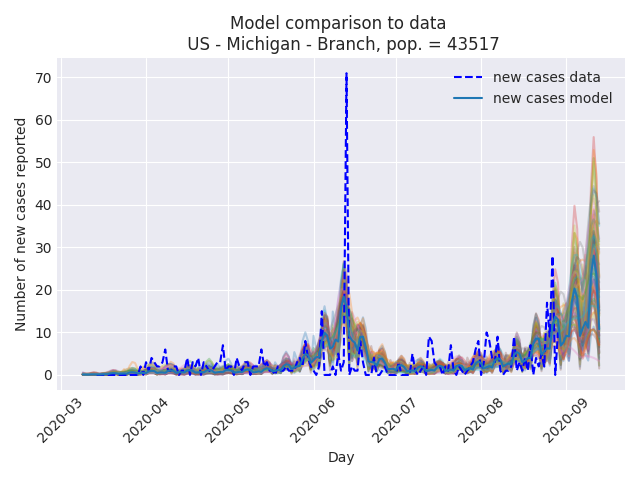 Model comparison to data
US - Michigan - Branch, pop. = 43517
new cases data
new cases model
Number of new cases reported
70
60
50
40
30
20
10
0
2020-03
2020-04
2020-05
2020-06
2020-07
2020-08
2020-09
Day